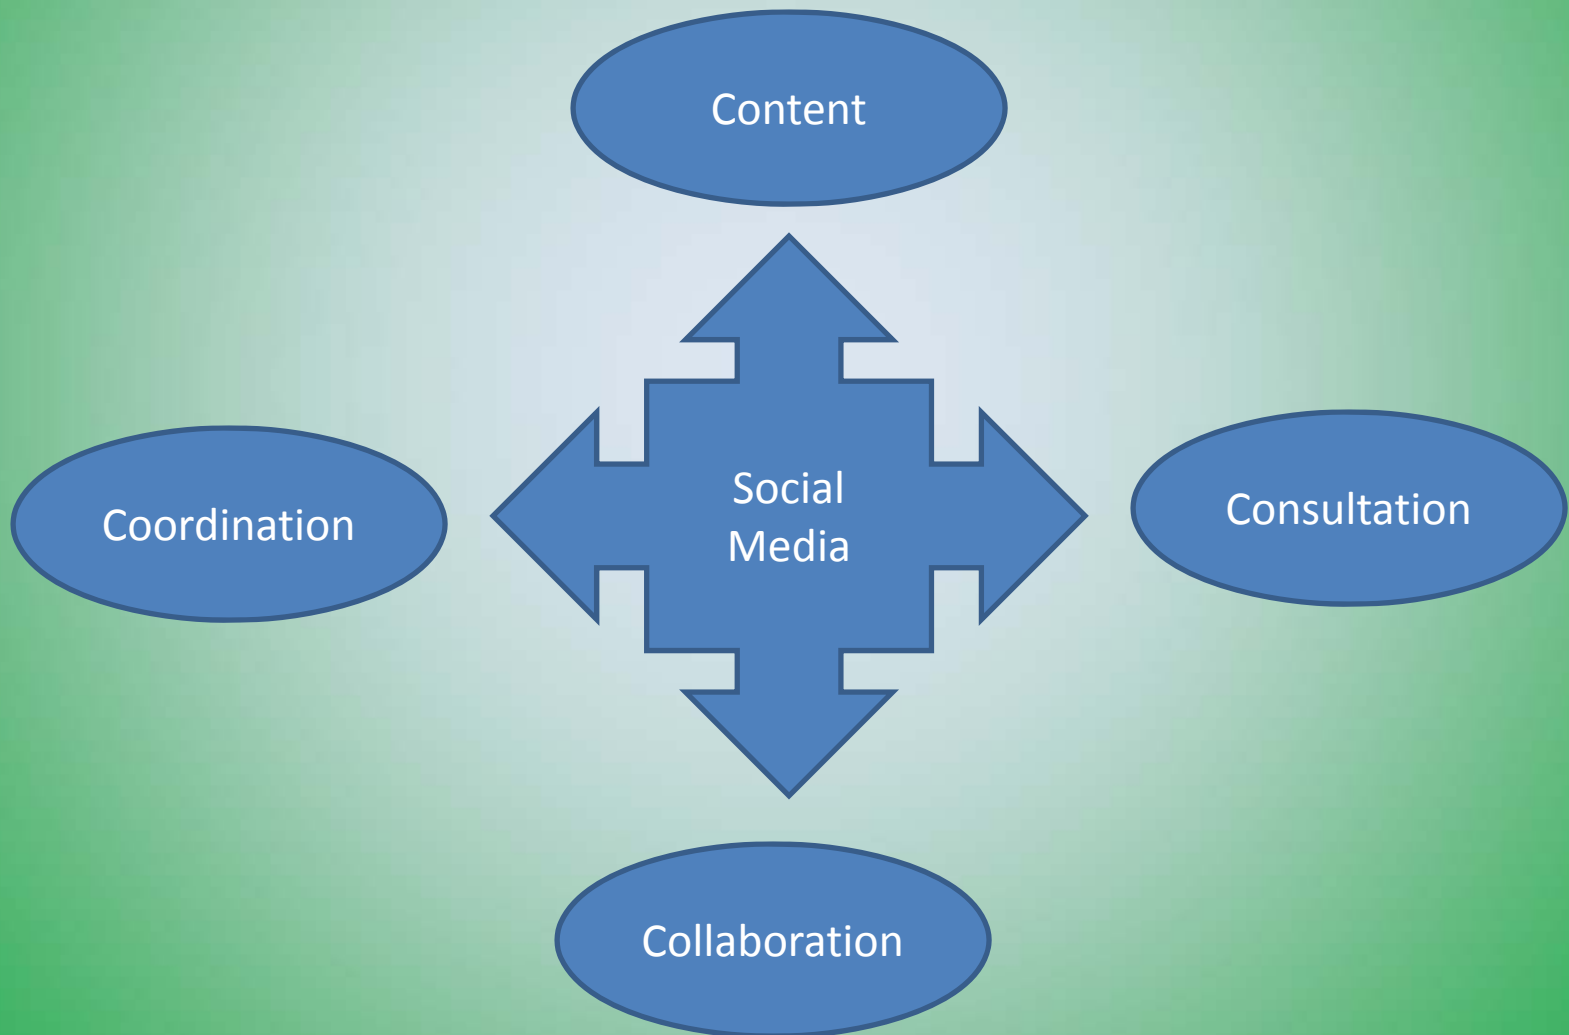 Content
Coordination
Social
Media
Consultation
Collaboration